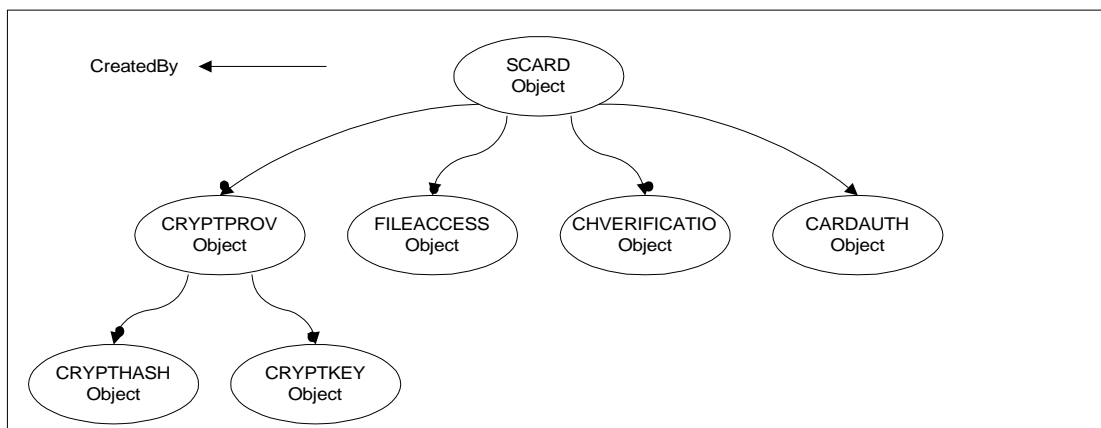 CreatedBy
SCARD
Object
CRYPTPROV
Object
FILEACCESS
Object
CHVERIFICATIO
Object
CARDAUTH
Object
CRYPTHASH
Object
CRYPTKEY
Object